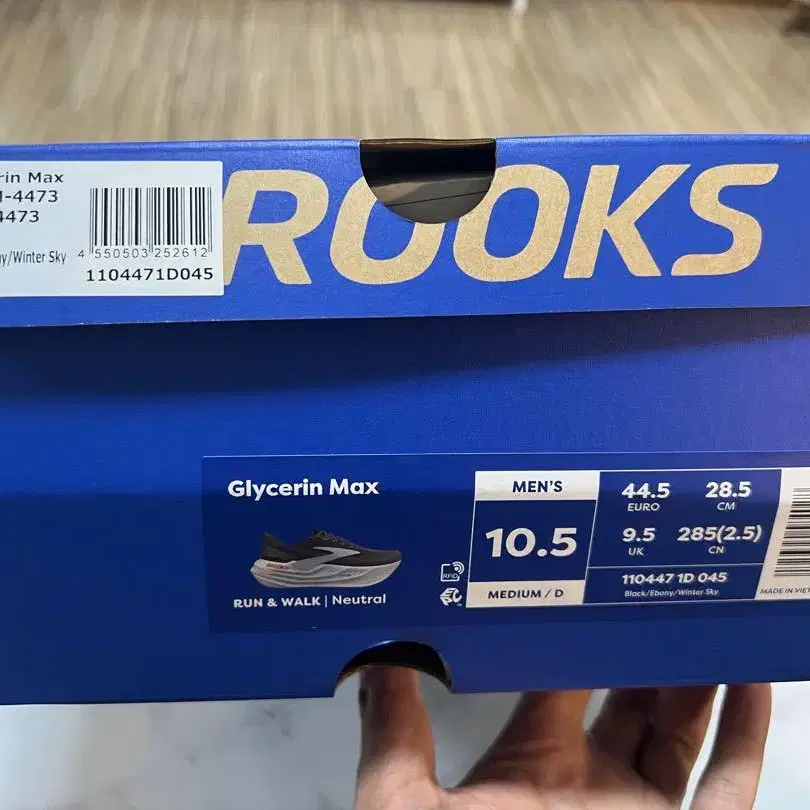 rin Max
-4473
4473
y/Winter Sky
4 550503 252612
1104471D045
ROOKS
Glycerin Max
RUN & WALK | Neutral
RFID
MEN'S
10.5
MEDIUM / D
44.5 28.5
EURO CM
9.5 285(2.5)
UK CN
110447 1D 045
Black/Ebony/Winter Sky
MADE IN VIET